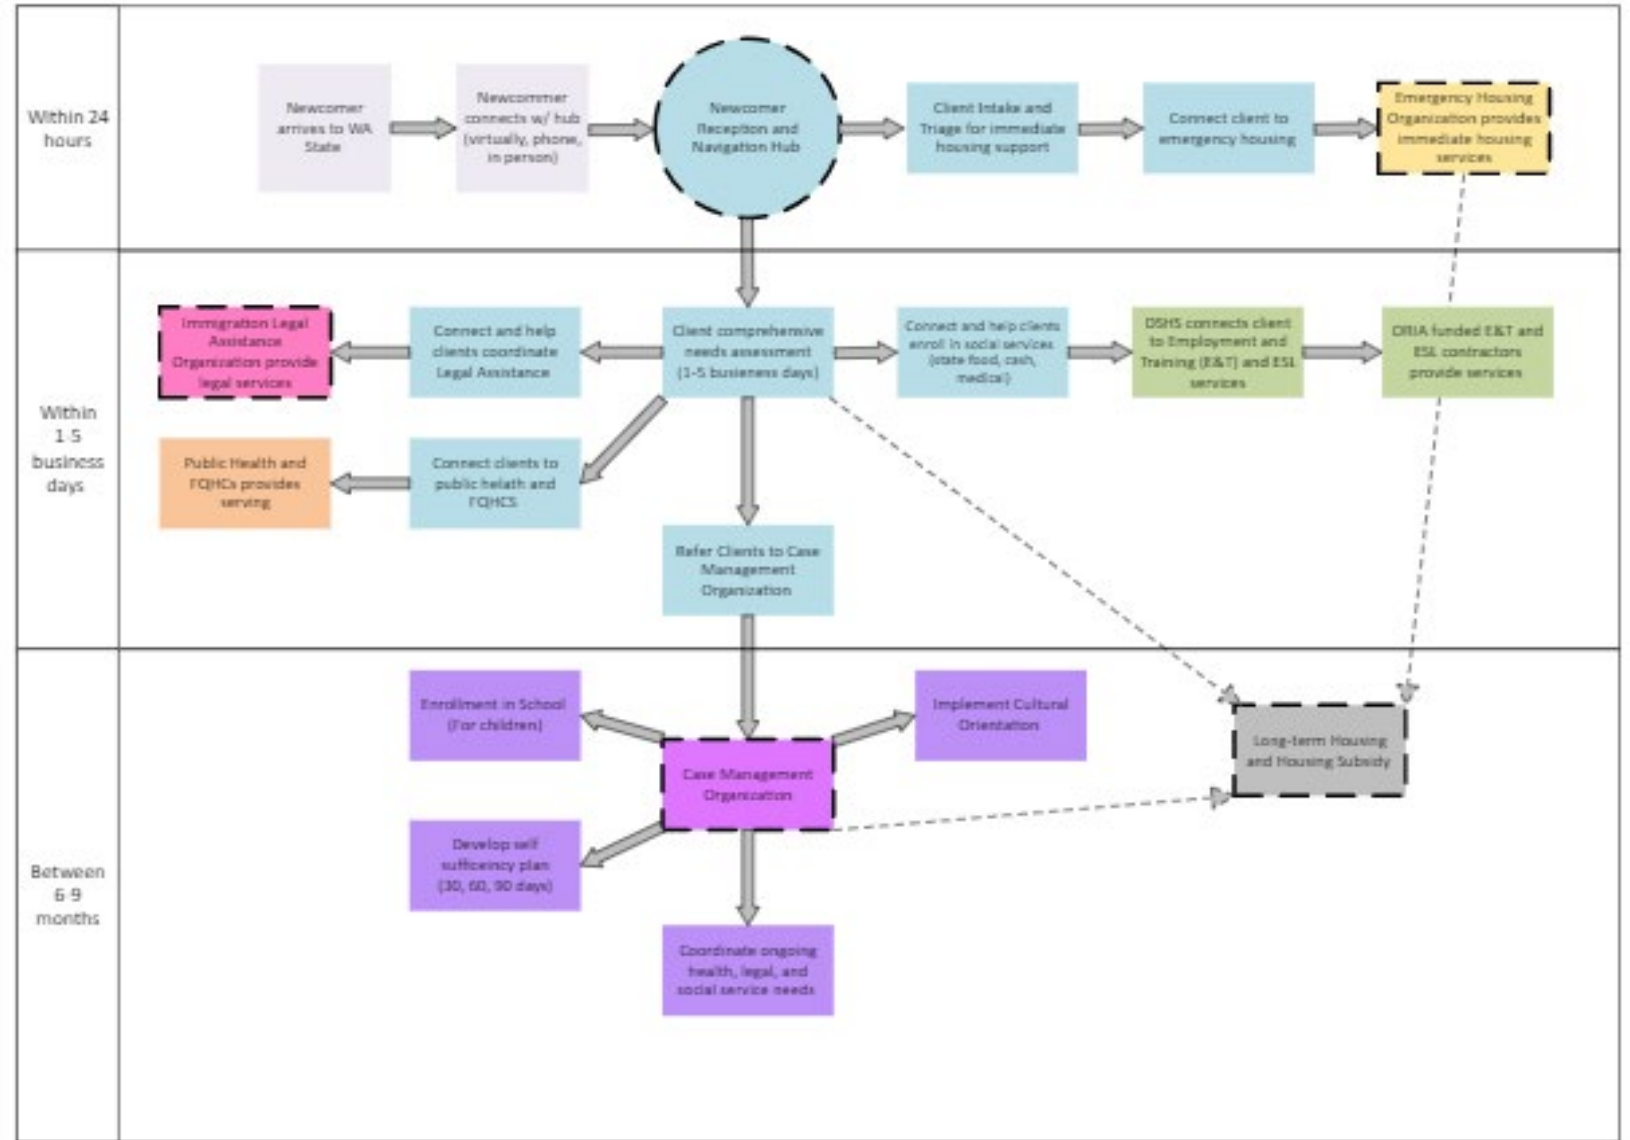 Within 24
hours
Newcomer
arrives to WA
State
Newcommer
connects w/ hub
(virtually, phone,
in person)
Newcomer
Reception and
Navigation Hub
Client Intake and
Triage for immediate
housing support
Connect client to
emergency housing
Emergency Housing
Organization provides
immediate housing
services
Within
1-5
business
days
Immigration Legal
Assistance
Organization provide
legal services
Connect and help
clients coordinate
Legal Assistance
Client comprehensive
needs assessment
(1-5 busieness days)
Connect and help clients
enroll in social services
(state food, cash,
medical)
DSHS connects client
to Employment and
Training (E&T) and ESL
services
ORIA funded E&T and
ESL contractors
provide services
Public Health and
FQHCs provides
serving
Connect clients to
public helath and
FQHCS
Refer Clients to Case
Management
Organization
Between
6-9
months
Enrollment in School
(For children)
Implement Cultural
Orientation
Case Management
Organization
Long-term Housing
and Housing Subsidy
Develop self
sufficeincy plan
(30, 60, 90 days)
Coordinate ongoing
health, legal, and
social service needs